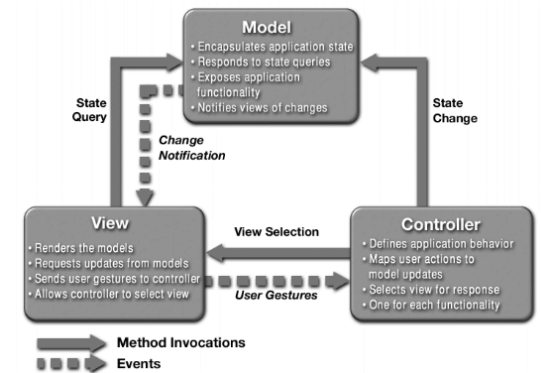 Model
• Encapsulates application state
• Responds to state queries
• Exposes application
functionality
• Notifies views of changes
State
Query
Change
Notification
State
Change
View
• Renders the models
• Requests updates from models
• Sends user gestures to controller
• Allows controller to select view
View Selection
User Gestures
Controller
• Defines application behavior
• Maps user actions to
model updates
• Selects view for response
• One for each functionality
Method Invocations
Events